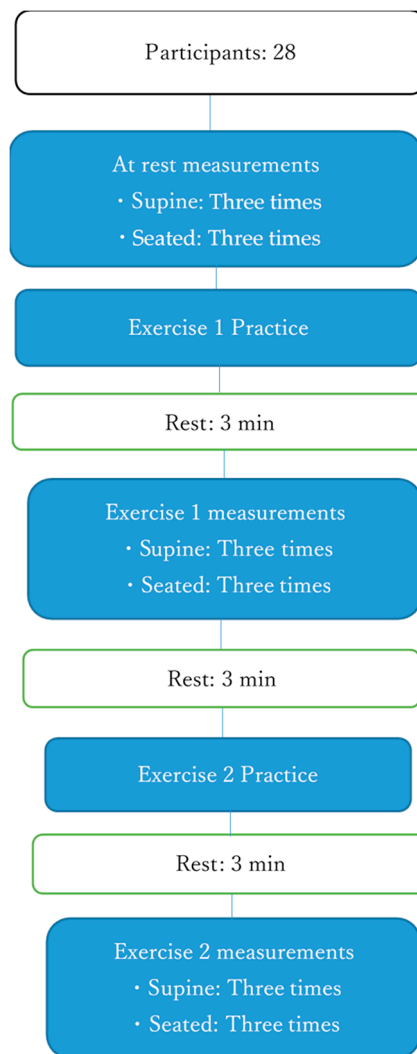 Participants: 28
At rest measurements
・Supine: Three times
・Seated: Three times
Exercise 1 Practice
Rest: 3 min
Exercise 1 measurements
・Supine: Three times
・Seated: Three times
Rest: 3 min
Exercise 2 Practice
Rest: 3 min
Exercise 2 measurements
・Supine: Three times
・Seated: Three times